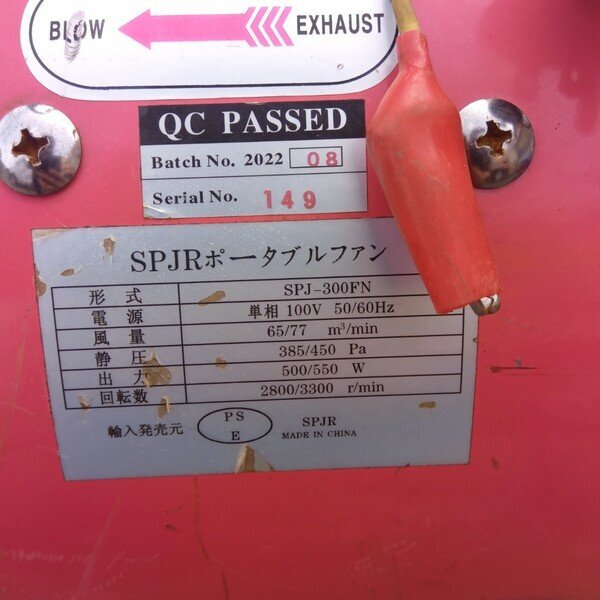 BLOW EXHAUST
QC PASSED
Batch No. 2022 08
Serial No. 149
SPJRポータブルファン
形式 SPJ-300FN
電源 単相 100V 50/60Hz
風量 65/77 m³/min
静圧 385/450 Pa
出力 500/550 W
回転数 2800/3300 r/min
輸入発売元 PS E SPJR
MADE IN CHINA